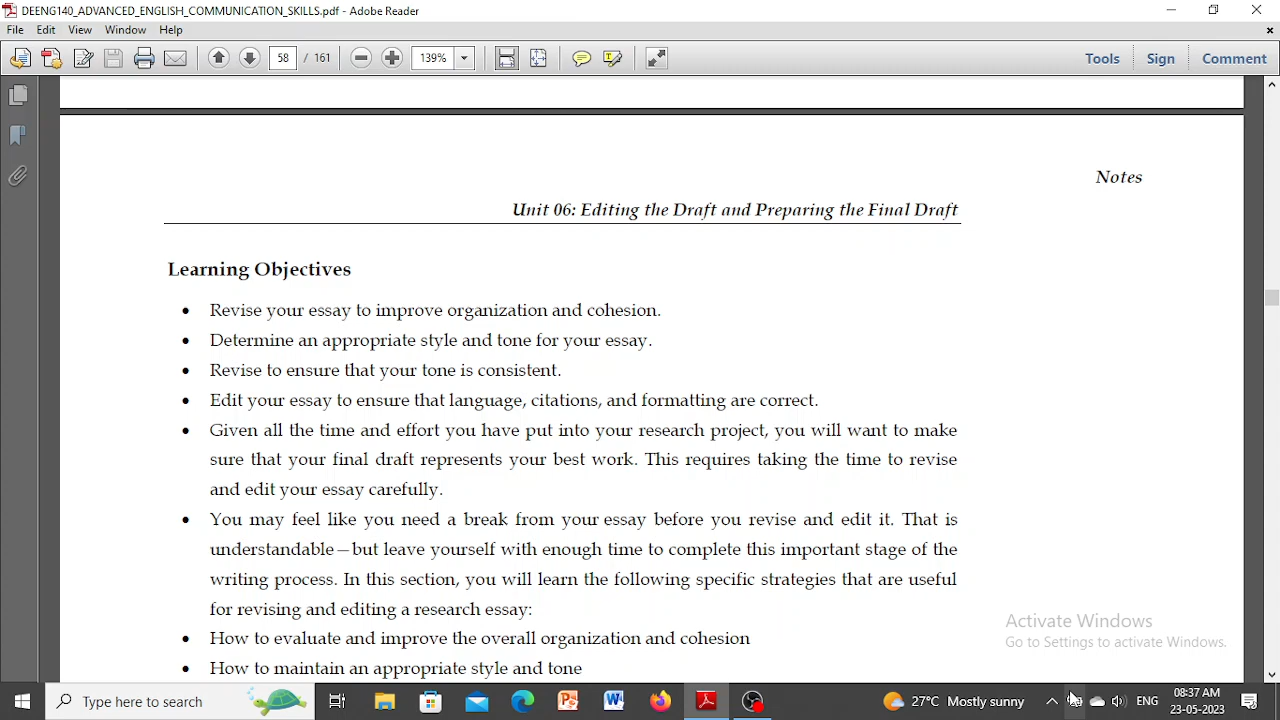 DEENG140_ADVANCED_ENGLISH_COMMUNICATION_SKILLS.pdf - Adobe Reader
File Edit View Window Help
58 / 161 139% Tools Sign Comment
Notes
Unit 06: Editing the Draft and Preparing the Final Draft
Learning Objectives
• Revise your essay to improve organization and cohesion.
• Determine an appropriate style and tone for your essay.
• Revise to ensure that your tone is consistent.
• Edit your essay to ensure that language, citations, and formatting are correct.
• Given all the time and effort you have put into your research project, you will want to make
sure that your final draft represents your best work. This requires taking the time to revise
and edit your essay carefully.
• You may feel like you need a break from your essay before you revise and edit it. That is
understandable—but leave yourself with enough time to complete this important stage of the
writing process. In this section, you will learn the following specific strategies that are useful
for revising and editing a research essay:
• How to evaluate and improve the overall organization and cohesion
• How to maintain an appropriate style and tone
Activate Windows
Go to Settings to activate Windows.
Type here to search
27°C Mostly sunny
ENG
08:37 AM
23-05-2023